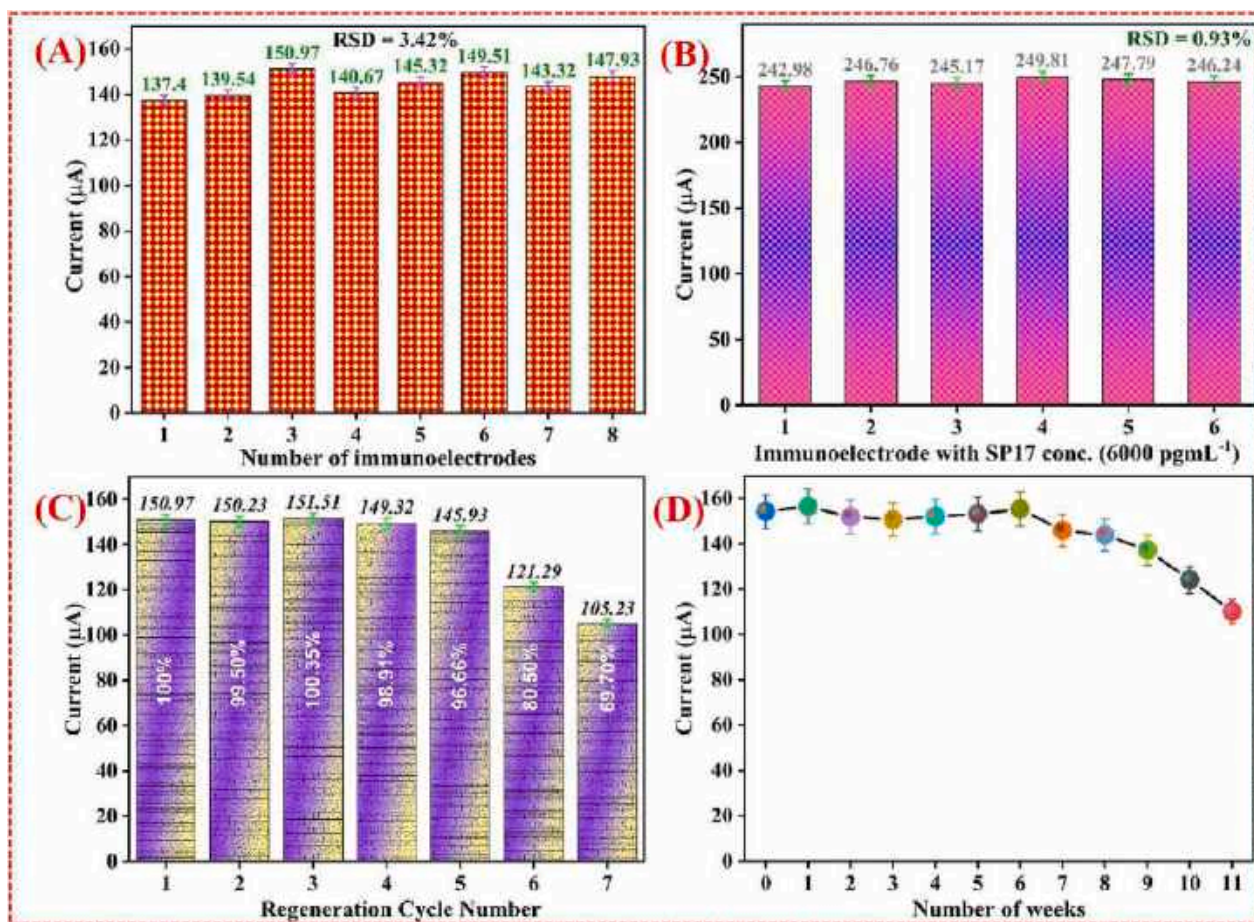 (A)
RSD = 3.42%
137.4 139.54 150.97 140.67 145.32 149.51 143.32 147.93
Current (μA)
160
140
120
100
80
60
40
20
0
1 2 3 4 5 6 7 8
Number of immunoelectrodes
(B)
RSD = 0.93%
242.98 246.76 245.17 249.81 247.79 246.24
Current (μA)
250
200
150
100
50
0
1 2 3 4 5 6
Immunoelectrode with SP17 conc. (6000 pgmL⁻¹)
(C)
150.97 150.23 151.51 149.32 145.93 121.29 105.23
100% 99.50% 100.35% 98.91% 96.66% 80.50% 69.70%
Current (μA)
160
140
120
100
80
60
40
20
0
1 2 3 4 5 6 7
Regeneration Cycle Number
(D)
Current (μA)
160
140
120
100
80
60
40
20
0
0 1 2 3 4 5 6 7 8 9 10 11
Number of weeks